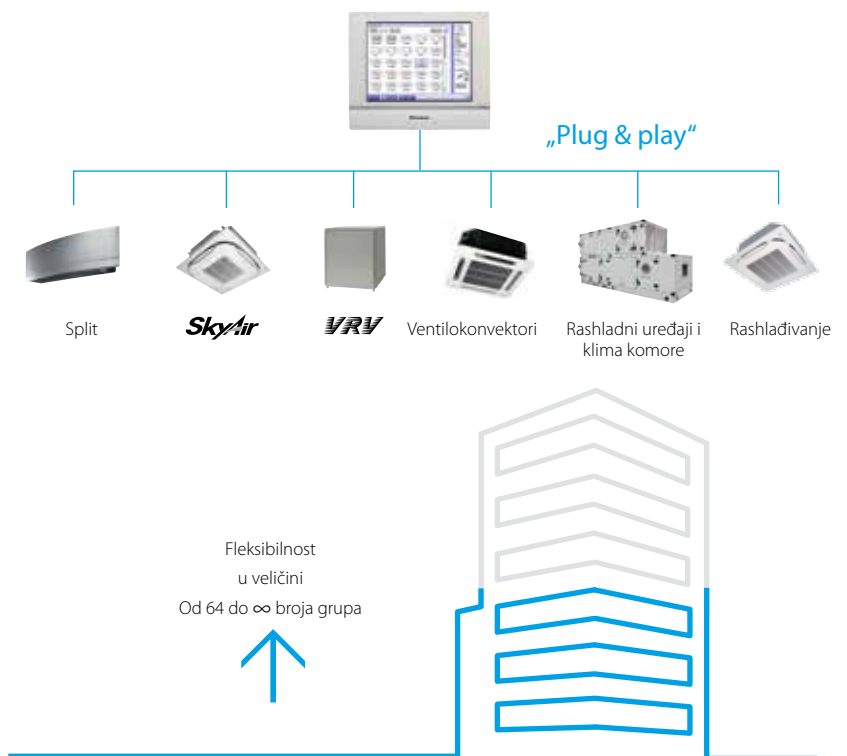 „Plug & play“
Split
SkyAir
VRV
Ventilokonvektori
Rashladni uređaji i
klima komore
Rashlađivanje
Fleksibilnost
u veličini
Od 64 do ∞ broja grupa